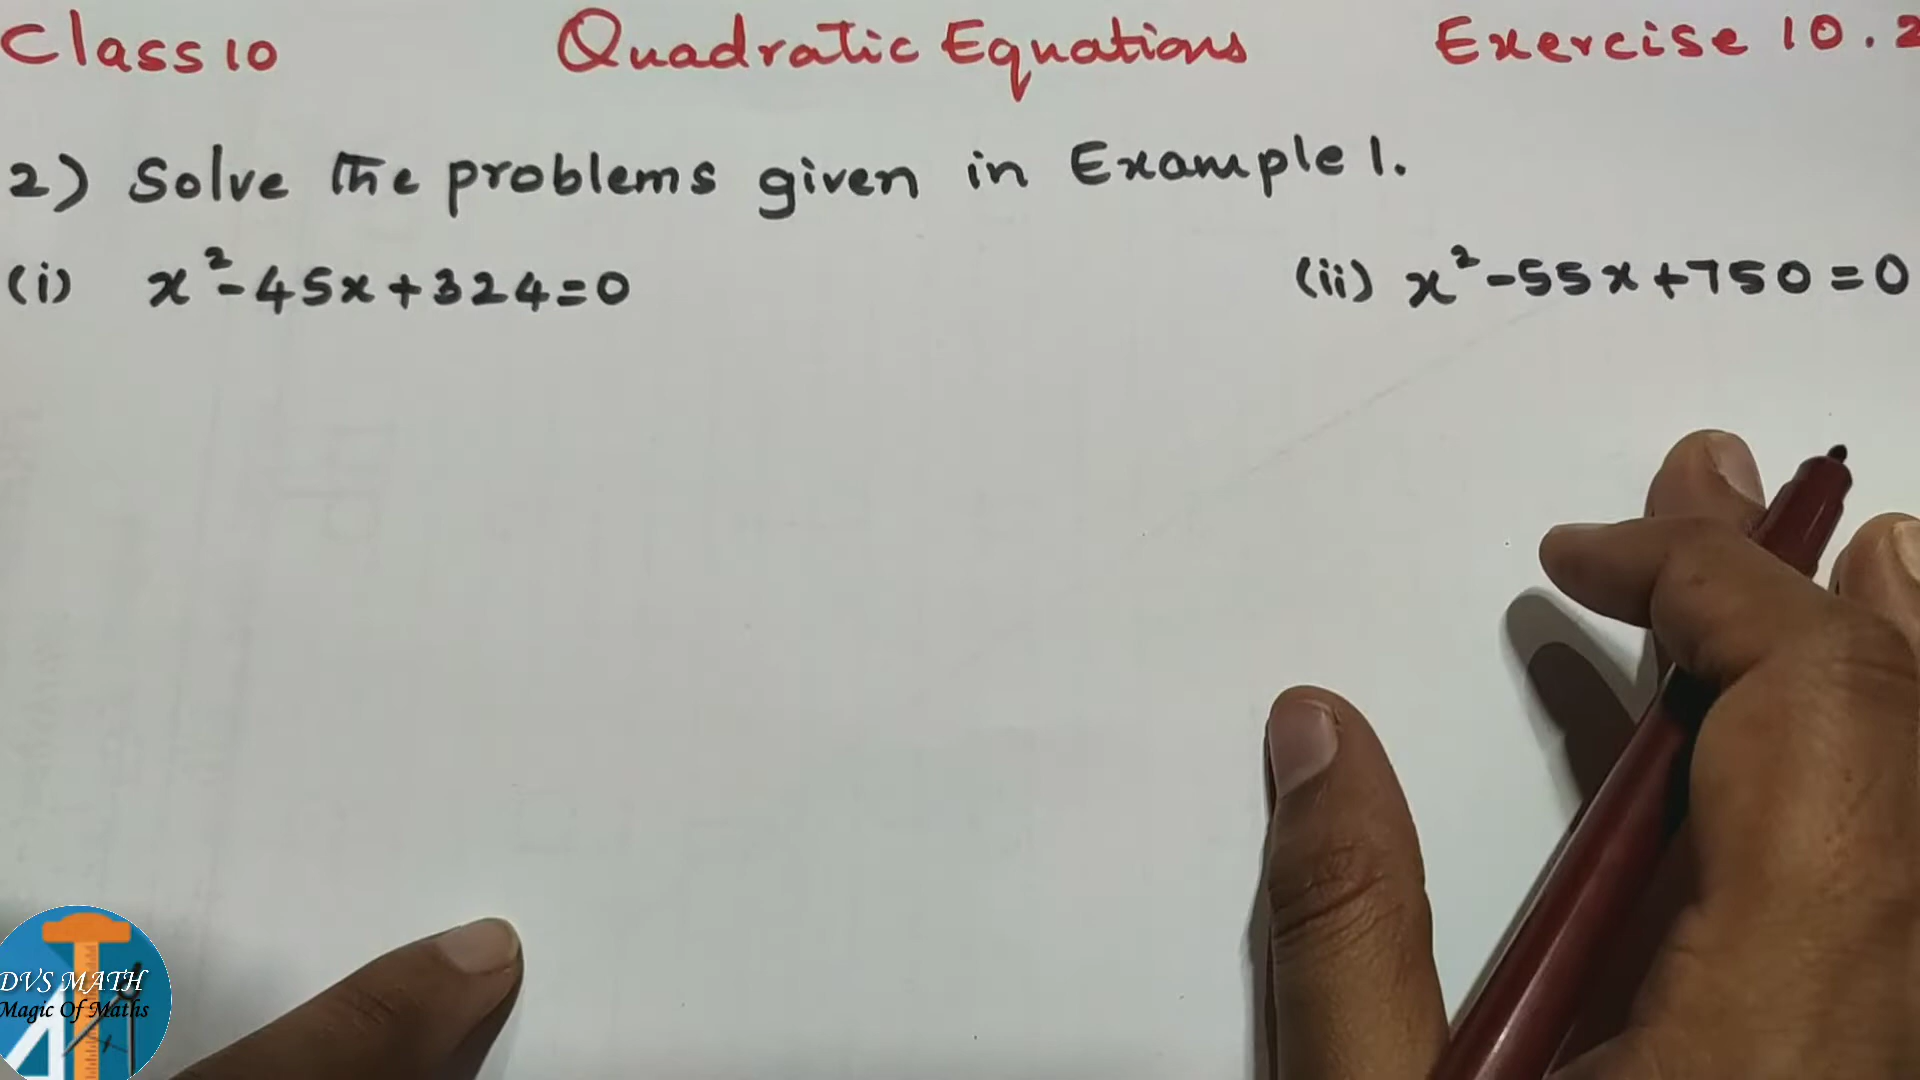 Class 10 Quadratic Equations Exercise 10.2
2) Solve the problems given in Example 1.
(i) x²-45x+324=0 (ii) x²-55x+750=0
DVS MATH
Magic Of Maths